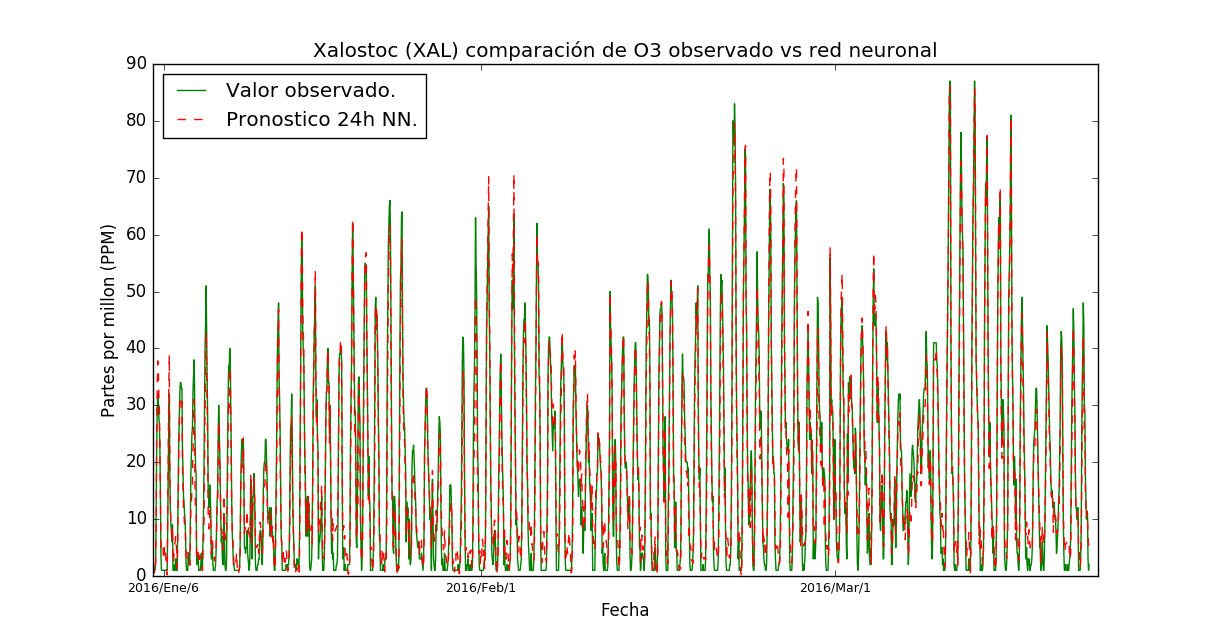 Xalostoc (XAL) comparación de O3 observado vs red neuronal
Valor observado.
Pronostico 24h NN.
Partes por millon (PPM)
90
80
70
60
50
40
30
20
10
0
2016/Ene/6
2016/Feb/1
2016/Mar/1
Fecha